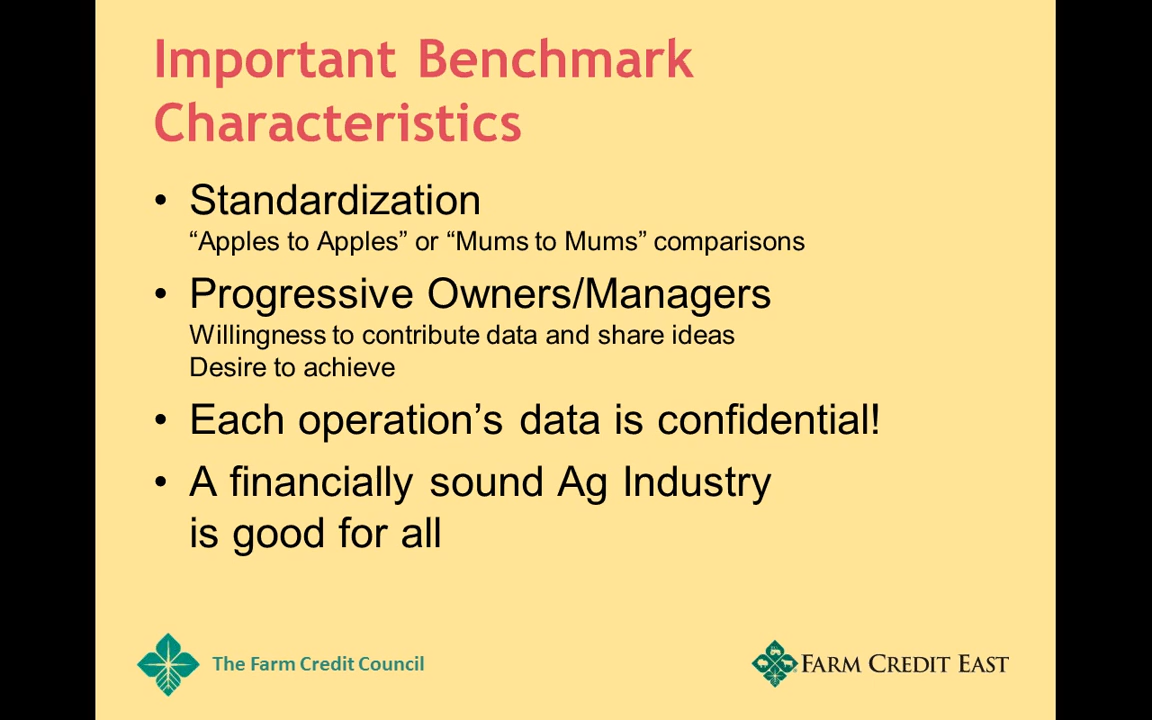 Important Benchmark
Characteristics
• Standardization
“Apples to Apples” or “Mums to Mums” comparisons
• Progressive Owners/Managers
Willingness to contribute data and share ideas
Desire to achieve
• Each operation’s data is confidential!
• A financially sound Ag Industry
is good for all
The Farm Credit Council
FARM CREDIT EAST